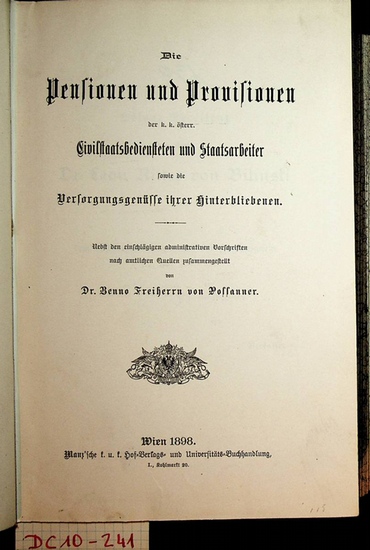 Die
Pensionen und Provisionen
der k. k. österr.
Civilstaatsbediensteten und Staatsarbeiter
sowie die
Versorgungsgenüsse ihrer Hinterbliebenen.
Nebst den einschlägigen administrativen Vorschriften
nach amtlichen Quellen zusammengestellt
von
Dr. Benno Freiherrn von Possanner.
Wien 1898.
Manz'sche k. u. k. Hof-Verlags- und Universitäts-Buchhandlung,
I., Kohlmarkt 20.
DC10-241